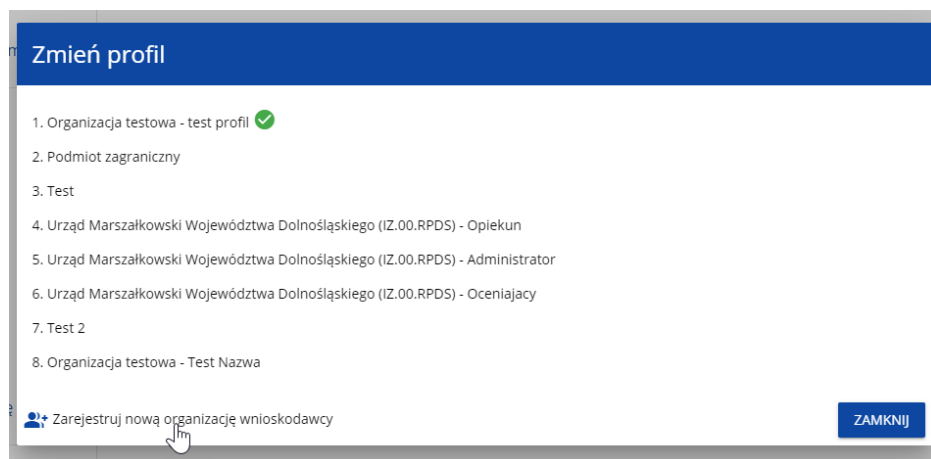 Zmień profil
1. Organizacja testowa - test profil
2. Podmiot zagraniczny
3. Test
4. Urząd Marszałkowski Województwa Dolnośląskiego (IZ.00.RPDS) - Opiekun
5. Urząd Marszałkowski Województwa Dolnośląskiego (IZ.00.RPDS) - Administrator
6. Urząd Marszałkowski Województwa Dolnośląskiego (IZ.00.RPDS) - Oceniajacy
7. Test 2
8. Organizacja testowa - Test Nazwa
Zarejestruj nową organizację wnioskodawcy
ZAMKNIJ